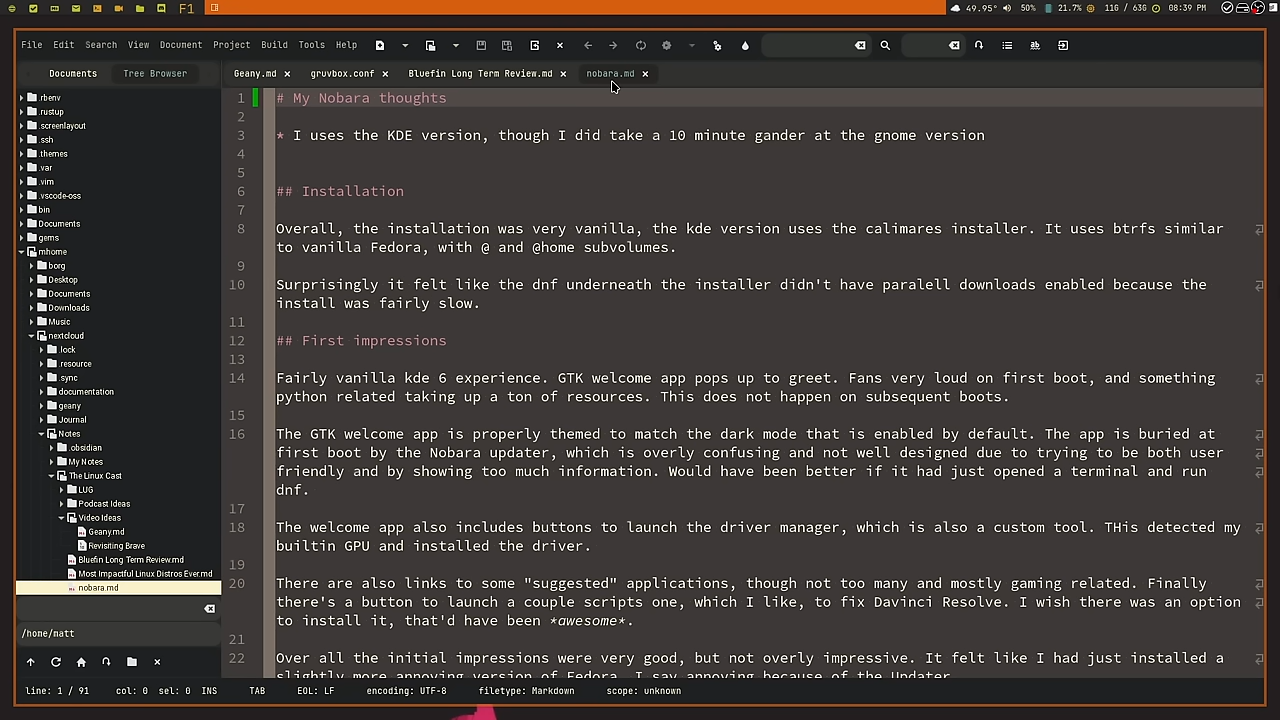 F1
49.95° 50% 21.7% 11G / 63G 08:39 PM
File Edit Search View Document Project Build Tools Help
Documents Tree Browser
Geany.md gruvbox.conf Bluefin Long Term Review.md nobara.md
.rbenv
.rustup
.screenlayout
.ssh
.themes
.var
.vim
.vscode-oss
bin
Documents
gems
mhome
borg
Desktop
Documents
Downloads
Music
nextcloud
.lock
.resource
.sync
documentation
geany
Journal
Notes
.obsidian
My Notes
The Linux Cast
LUG
Podcast Ideas
Video Ideas
Geany.md
Revisiting Brave
Bluefin Long Term Review.md
Most Impactful Linux Distros Ever.md
nobara.md
/home/matt
1 # My Nobara thoughts
2
3 * I uses the KDE version, though I did take a 10 minute gander at the gnome version
4
5
6 ## Installation
7
8 Overall, the installation was very vanilla, the kde version uses the calimares installer. It uses btrfs similar
to vanilla Fedora, with @ and @home subvolumes.
9
10 Surprisingly it felt like the dnf underneath the installer didn't have paralell downloads enabled because the
install was fairly slow.
11
12 ## First impressions
13
14 Fairly vanilla kde 6 experience. GTK welcome app pops up to greet. Fans very loud on first boot, and something
python related taking up a ton of resources. This does not happen on subsequent boots.
15
16 The GTK welcome app is properly themed to match the dark mode that is enabled by default. The app is buried at
first boot by the Nobara updater, which is overly confusing and not well designed due to trying to be both user
friendly and by showing too much information. Would have been better if it had just opened a terminal and run
dnf.
17
18 The welcome app also includes buttons to launch the driver manager, which is also a custom tool. THis detected my
builtin GPU and installed the driver.
19
20 There are also links to some "suggested" applications, though not too many and mostly gaming related. Finally
there's a button to launch a couple scripts one, which I like, to fix Davinci Resolve. I wish there was an option
to install it, that'd have been *awesome*.
21
22 Over all the initial impressions were very good, but not overly impressive. It felt like I had just installed a
slightly more annoying version of Fedora. I say annoying because of the Updater.
line: 1 / 91 col: 0 sel: 0 INS TAB EOL: LF encoding: UTF-8 filetype: Markdown scope: unknown